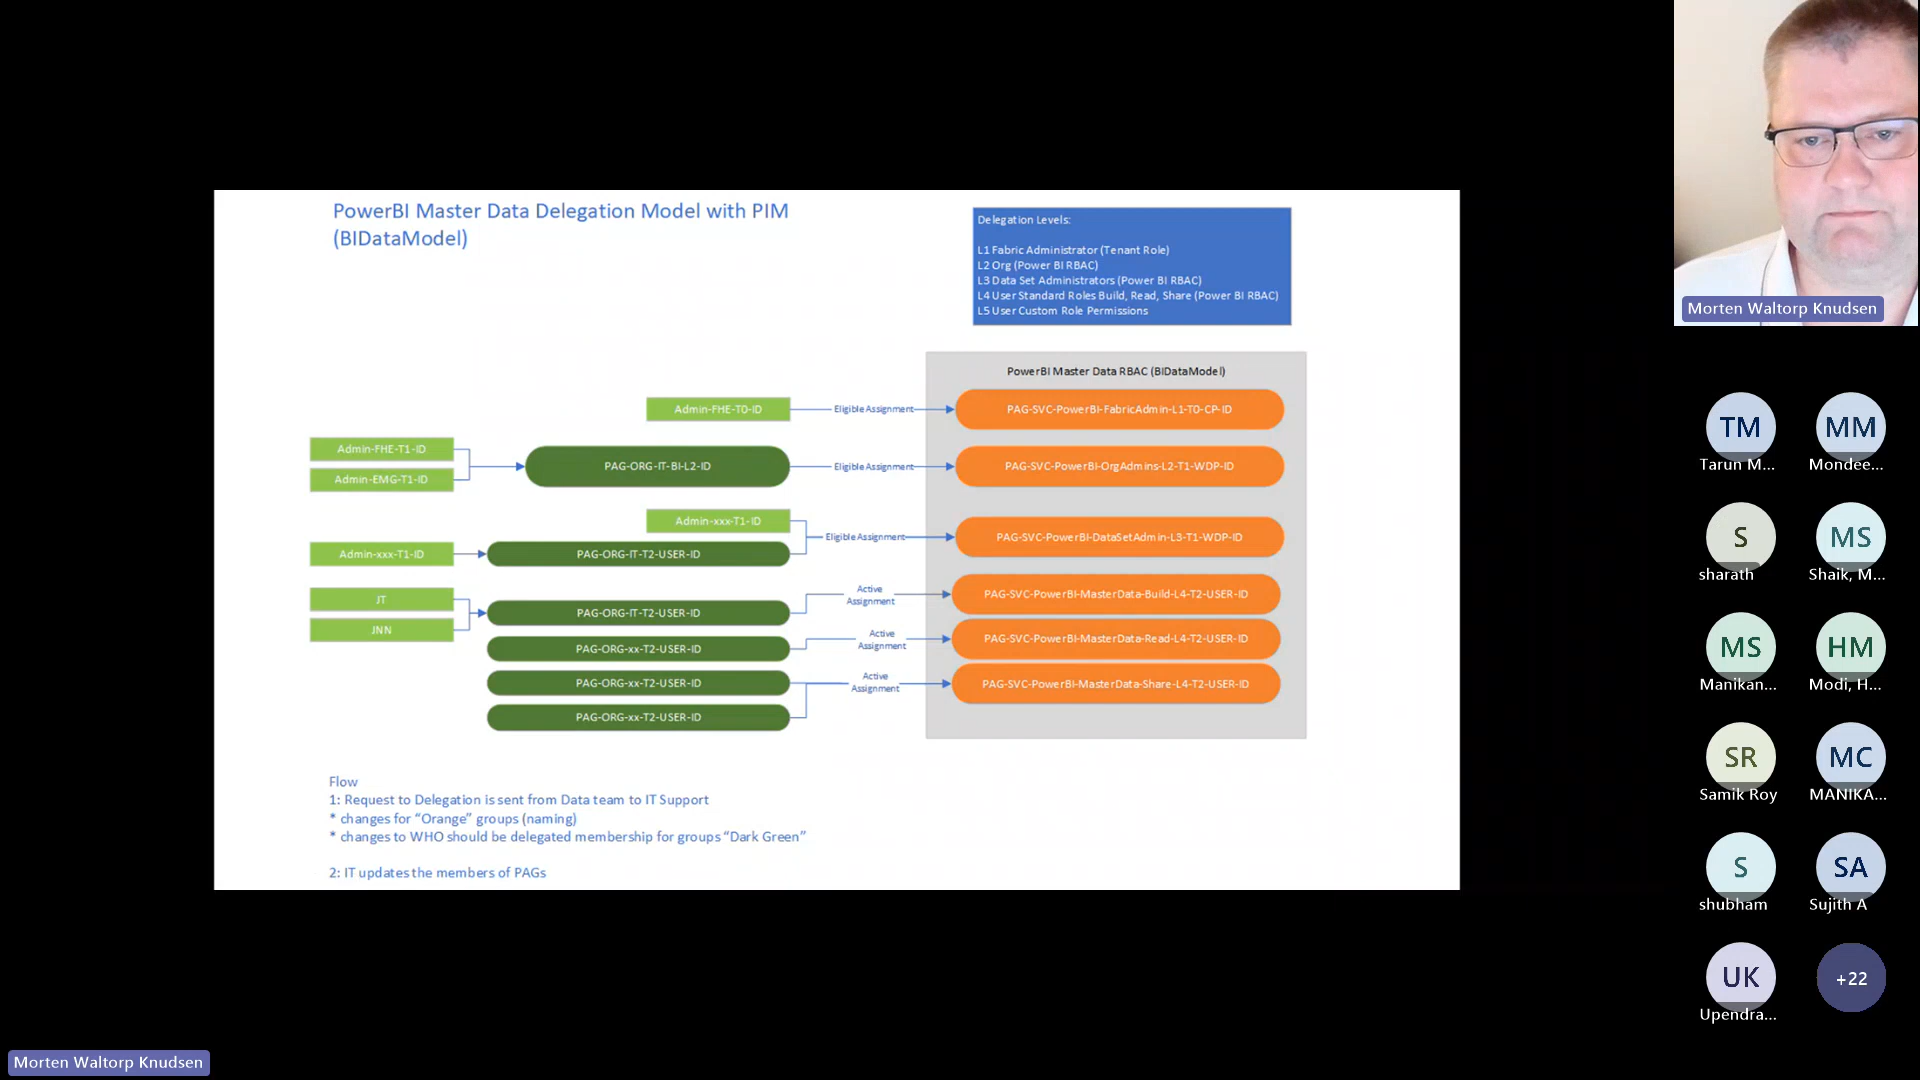 PowerBI Master Data Delegation Model with PIM
(BIDataModel)
Delegation Levels:
L1 Fabric Administrator (Tenant Role)
L2 Org (Power BI RBAC)
L3 Data Set Administrators (Power BI RBAC)
L4 User Standard Roles Build, Read, Share (Power BI RBAC)
L5 User Custom Role Permissions
PowerBI Master Data RBAC (BIDataModel)
Admin-FHE-T0-ID
Eligible Assignment
PAG-SVC-PowerBI-FabricAdmin-L1-T0-CP-ID
Admin-FHE-T1-ID
Admin-EMG-T1-ID
PAG-ORG-IT-BI-L2-ID
Eligible Assignment
PAG-SVC-PowerBI-OrgAdmins-L2-T1-WDP-ID
Admin-xxx-T1-ID
Admin-xxx-T1-ID
PAG-ORG-IT-T2-USER-ID
Eligible Assignment
PAG-SVC-PowerBI-DataSetAdmin-L3-T1-WDP-ID
JT
JNN
PAG-ORG-IT-T2-USER-ID
Active
Assignment
PAG-SVC-PowerBI-MasterData-Build-L4-T2-USER-ID
PAG-ORG-xx-T2-USER-ID
Active
Assignment
PAG-SVC-PowerBI-MasterData-Read-L4-T2-USER-ID
PAG-ORG-xx-T2-USER-ID
Active
Assignment
PAG-SVC-PowerBI-MasterData-Share-L4-T2-USER-ID
PAG-ORG-xx-T2-USER-ID
Flow
1: Request to Delegation is sent from Data team to IT Support
* changes for “Orange” groups (naming)
* changes to WHO should be delegated membership for groups “Dark Green”
2: IT updates the members of PAGs
Morten Waltorp Knudsen
TM
Tarun M...
MM
Mondee...
S
sharath
MS
Shaik, M...
MS
Manikan...
HM
Modi, H...
SR
Samik Roy
MC
MANIKA...
S
shubham
SA
Sujith A
UK
Upendra...
+22
Morten Waltorp Knudsen